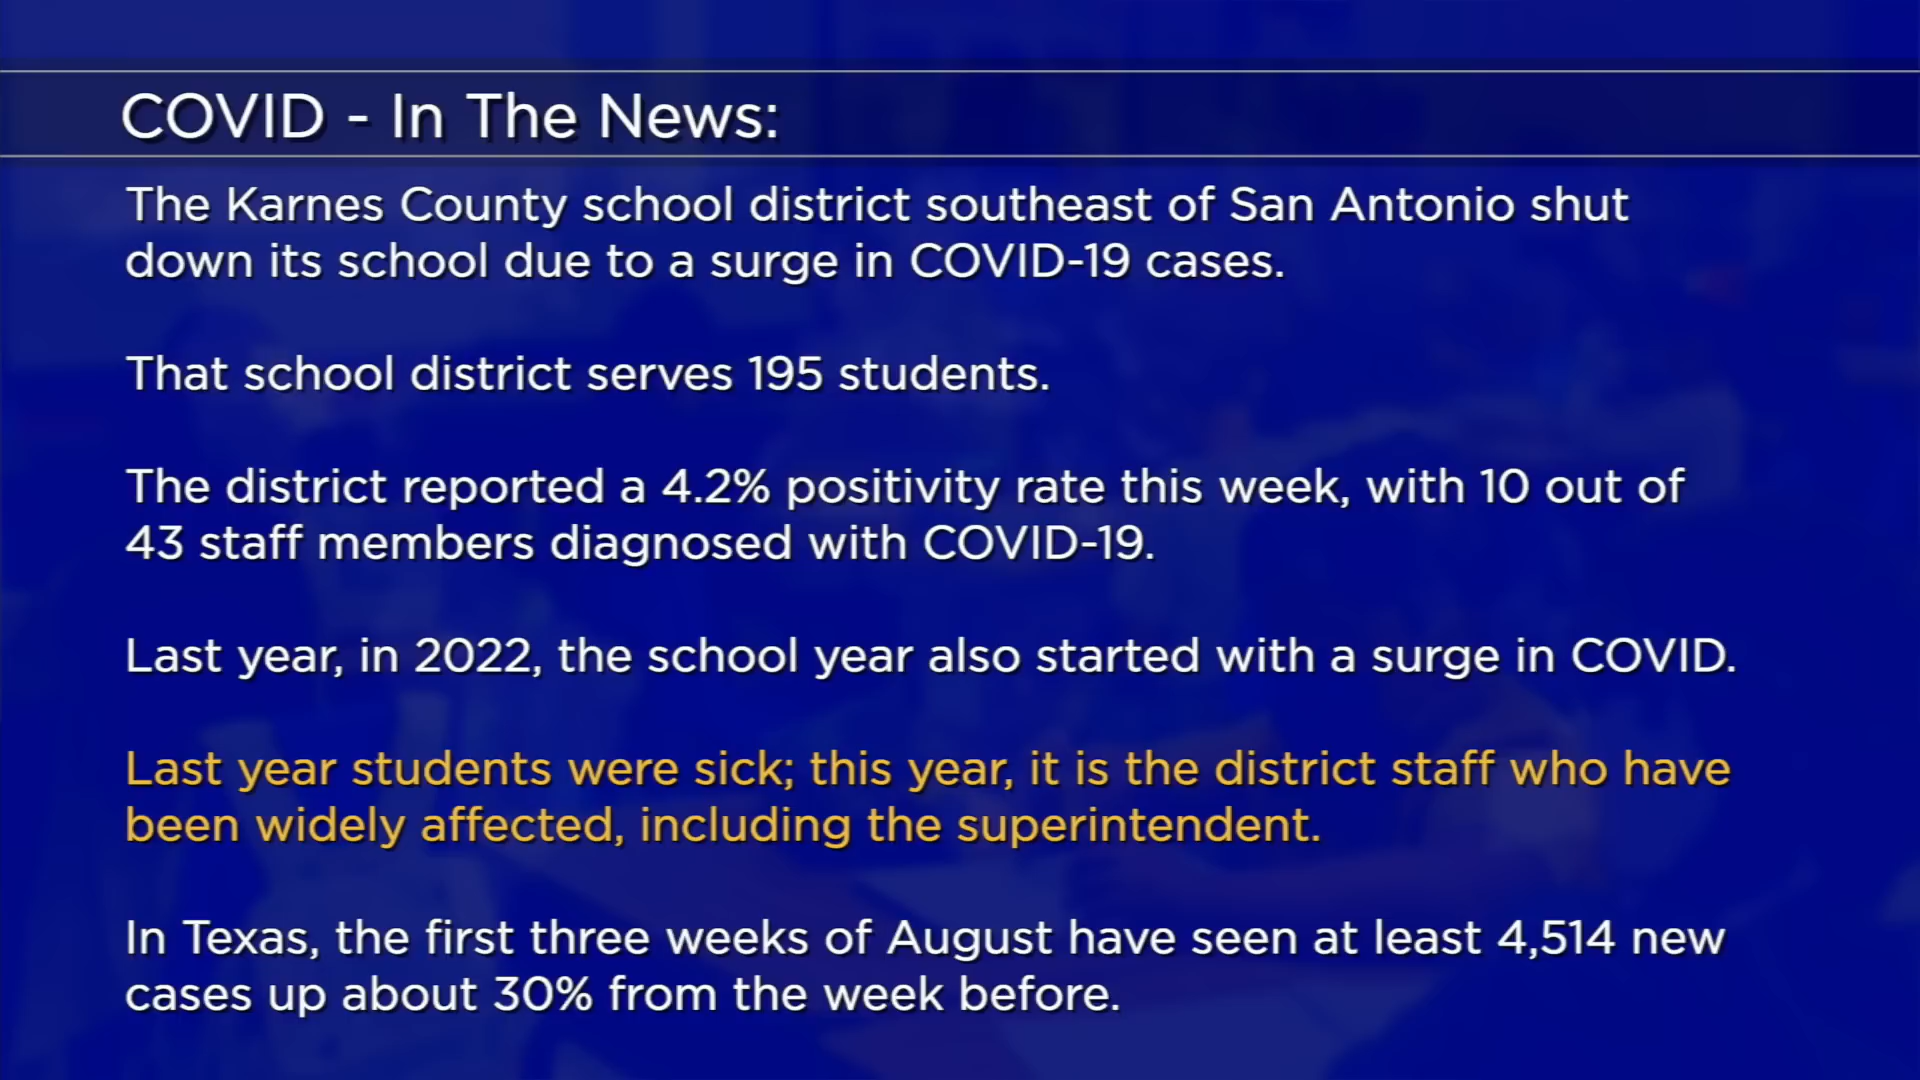 COVID - In The News:
The Karnes County school district southeast of San Antonio shut
down its school due to a surge in COVID-19 cases.
That school district serves 195 students.
The district reported a 4.2% positivity rate this week, with 10 out of
43 staff members diagnosed with COVID-19.
Last year, in 2022, the school year also started with a surge in COVID.
Last year students were sick; this year, it is the district staff who have
been widely affected, including the superintendent.
In Texas, the first three weeks of August have seen at least 4,514 new
cases up about 30% from the week before.